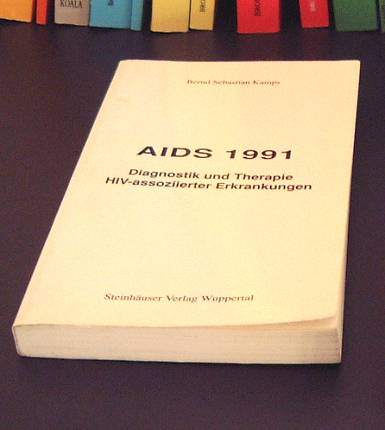 KOALA
Bernd Sebastian Kamps
AIDS 1991
Diagnostik und Therapie
HIV-assoziierter Erkrankungen
Steinhäuser Verlag Wuppertal